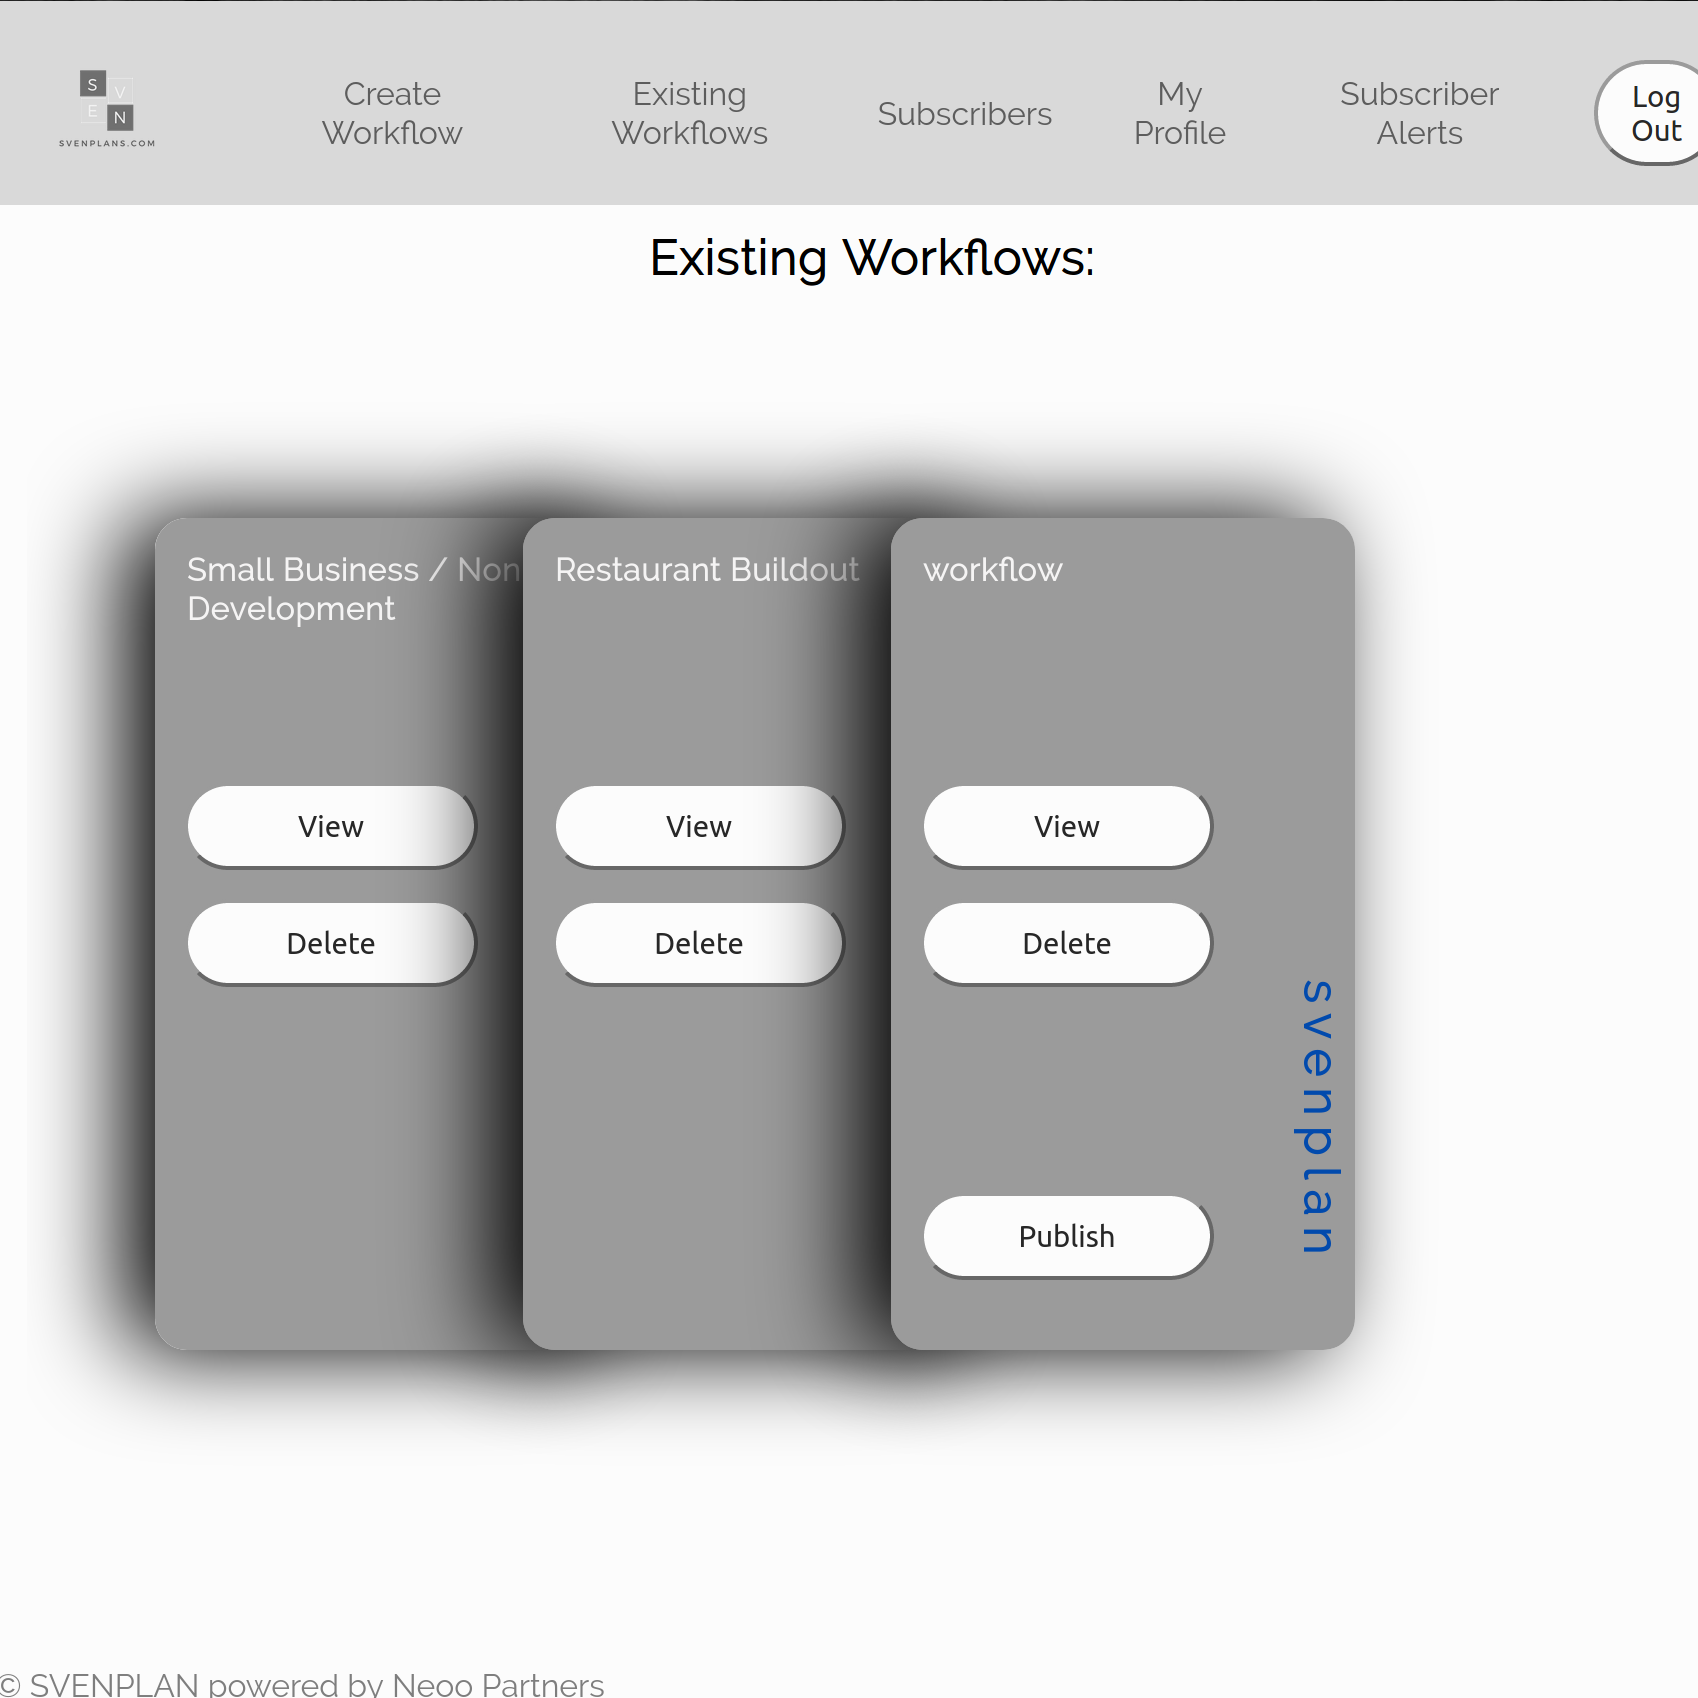 S
V
E
N
SVENPLANS.COM
Create
Workflow
Existing
Workflows
Subscribers
My
Profile
Subscriber
Alerts
Log
Out
Existing Workflows:
Small Business / Non
Development
View
Delete
Restaurant Buildout
View
Delete
workflow
View
Delete
Publish
svenplan
© SVENPLAN powered by Neoo Partners